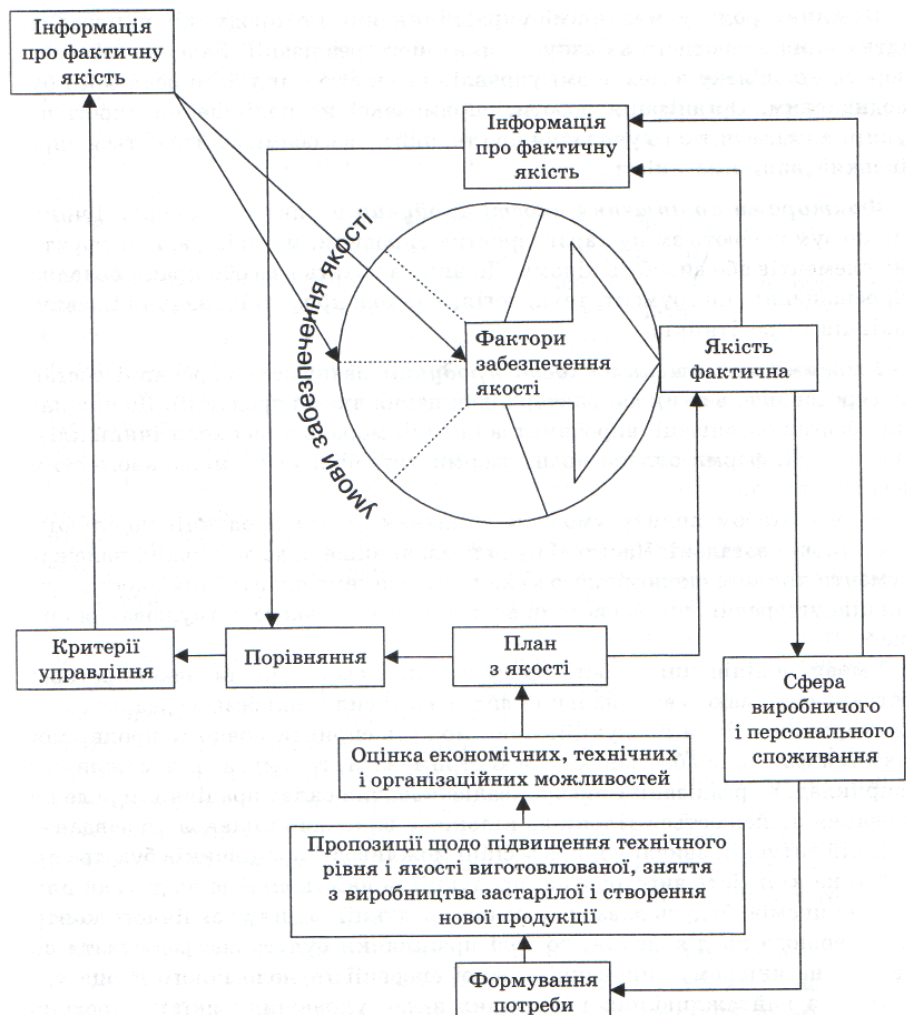 Інформація
про фактичну
якість
Інформація
про фактичну
якість
умови забезпечення якості
Фактори
забезпечення
якості
Якість
фактична
Критерії
управління
Порівняння
План
з якості
Сфера
виробничого
і персонального
споживання
Оцінка економічних, технічних
і організаційних можливостей
Пропозиції щодо підвищення технічного
рівня і якості виготовлюваної, зняття
з виробництва застарілої і створення
нової продукції
Формування
потреби